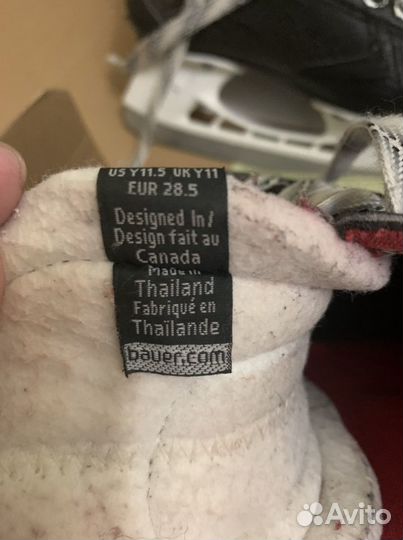 US Y11.5 UK Y11
EUR 28.5
Designed In/
Design fait au
Canada
Made in
Thailand
Fabriqué en
Thaïlande
bauer.com
Avito